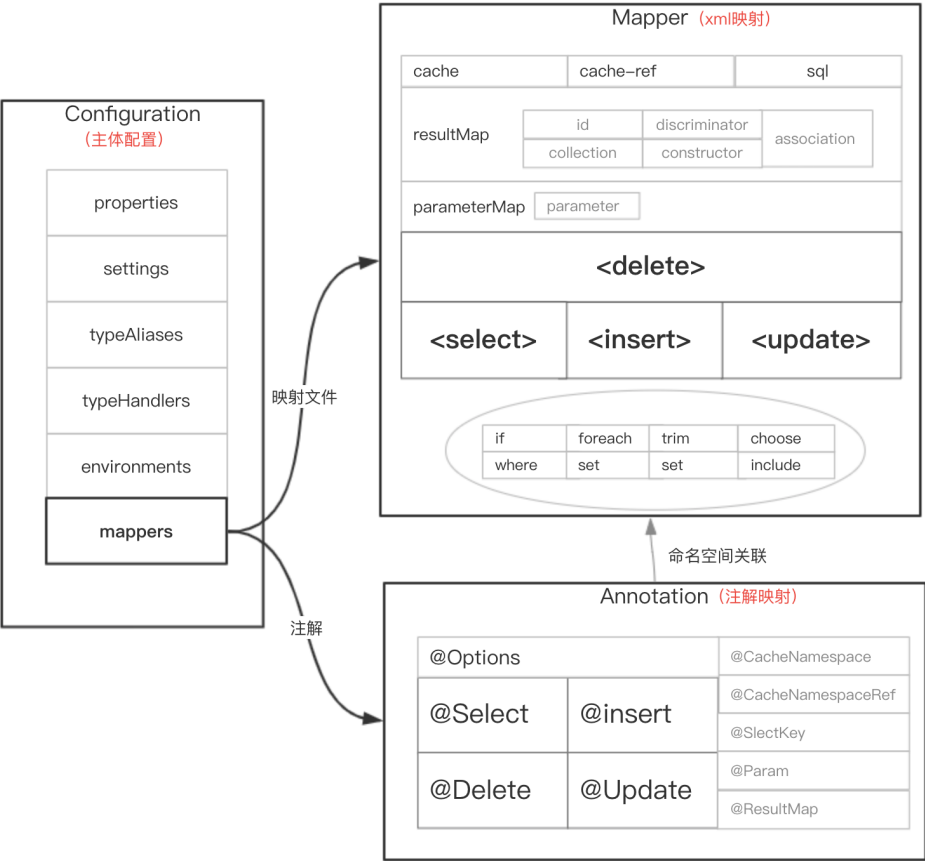 Configuration
（主体配置）
properties
settings
typeAliases
typeHandlers
environments
mappers
映射文件
注解
Mapper（xml映射）
cache cache-ref sql
resultMap
id discriminator association
collection constructor
parameterMap parameter
<delete>
<select> <insert> <update>
if foreach trim choose
where set set include
命名空间关联
Annotation（注解映射）
@Options
@Select @insert
@Delete @Update
@CacheNamespace
@CacheNamespaceRef
@SlectKey
@Param
@ResultMap